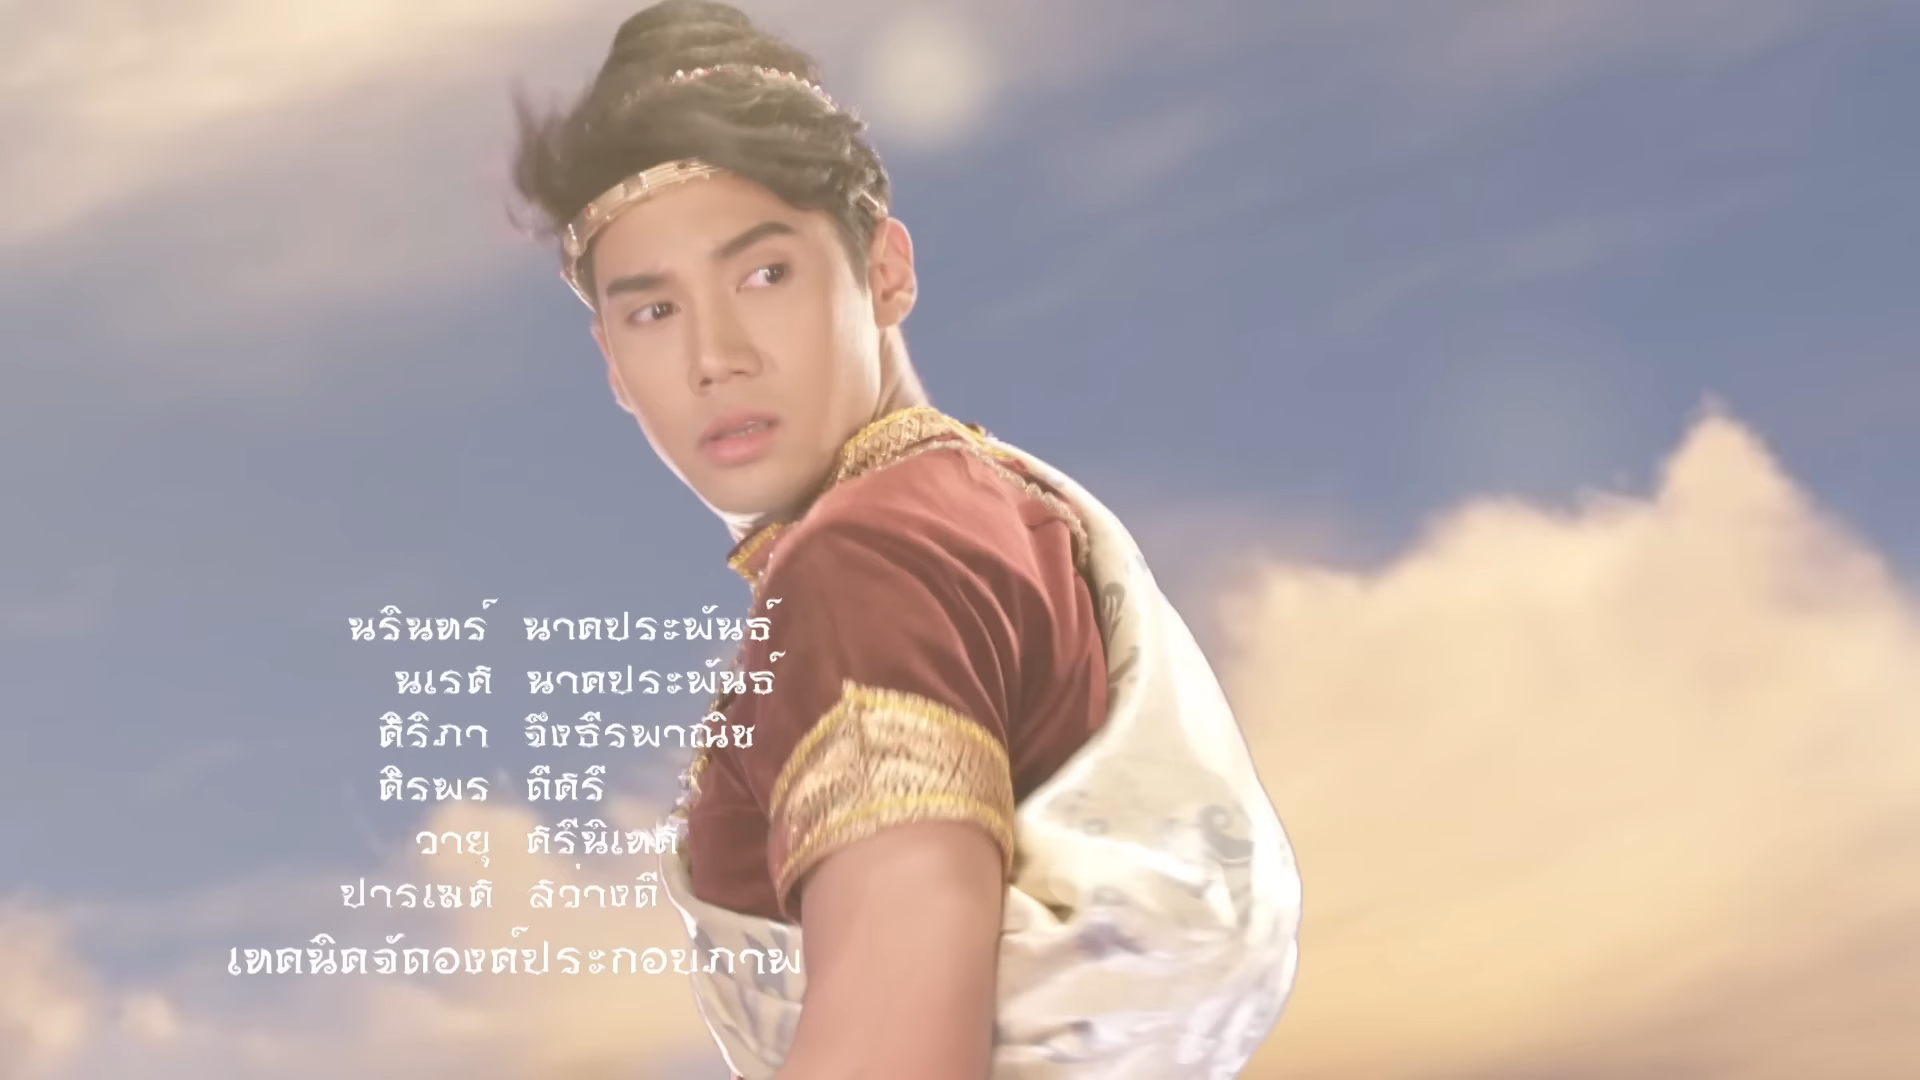 นรินทร์ นาคประพันธ์
นเรศ นาคประพันธ์
ศิริภา จึงธีรพาณิช
ศิรพร ดีศรี
วายุ ศรีนิเทศ
ปารเมศ สว่างดี
เทคนิคจัดองค์ประกอบภาพ